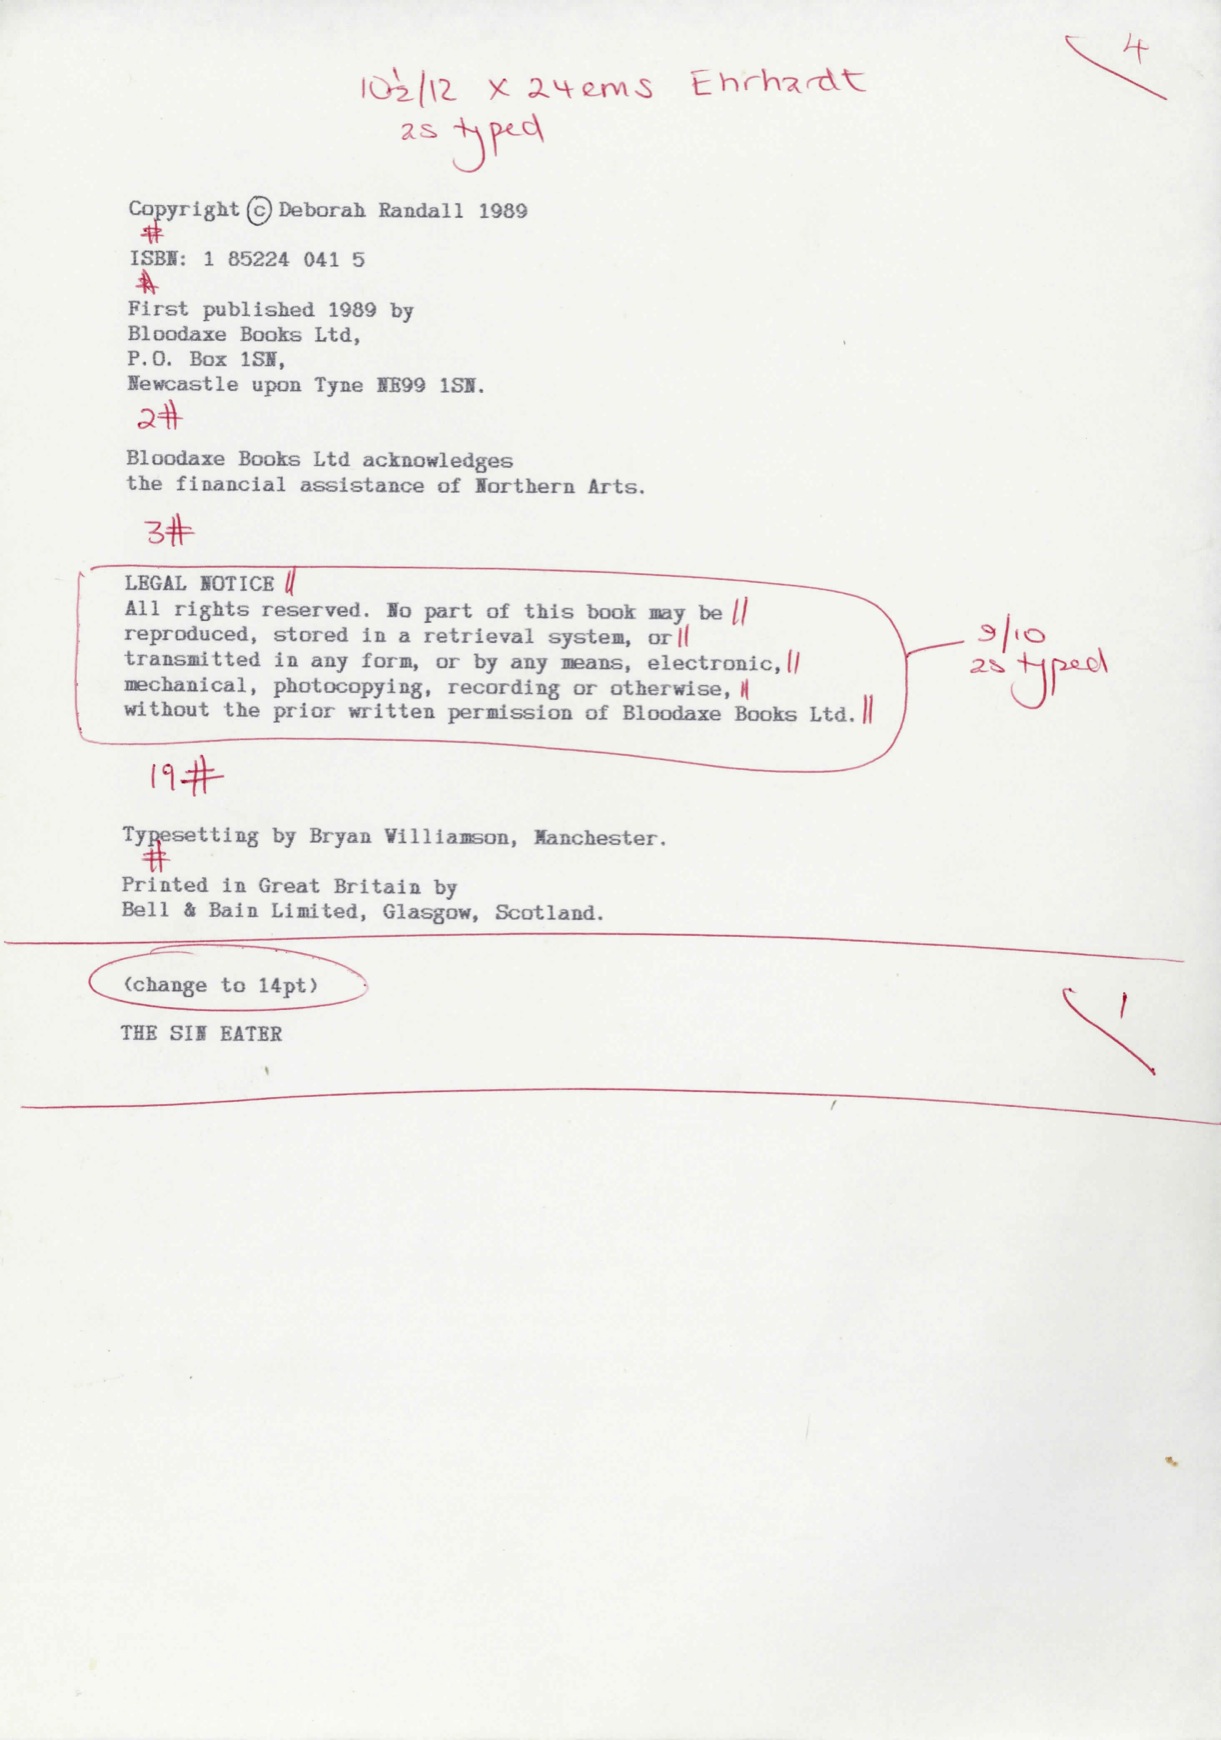 4
10½/12 × 24ems Ehrhardt
as typed
Copyright © Deborah Randall 1989
#
ISBN: 1 85224 041 5
#
First published 1989 by
Bloodaxe Books Ltd,
P.O. Box 1SN,
Newcastle upon Tyne NE99 1SN.
2#
Bloodaxe Books Ltd acknowledges
the financial assistance of Northern Arts.
3#
LEGAL NOTICE //
All rights reserved. No part of this book may be //
reproduced, stored in a retrieval system, or //
transmitted in any form, or by any means, electronic, //
mechanical, photocopying, recording or otherwise, //
without the prior written permission of Bloodaxe Books Ltd. //
9/10
as typed
19#
Typesetting by Bryan Williamson, Manchester.
#
Printed in Great Britain by
Bell & Bain Limited, Glasgow, Scotland.
(change to 14pt)
1
THE SIN EATER